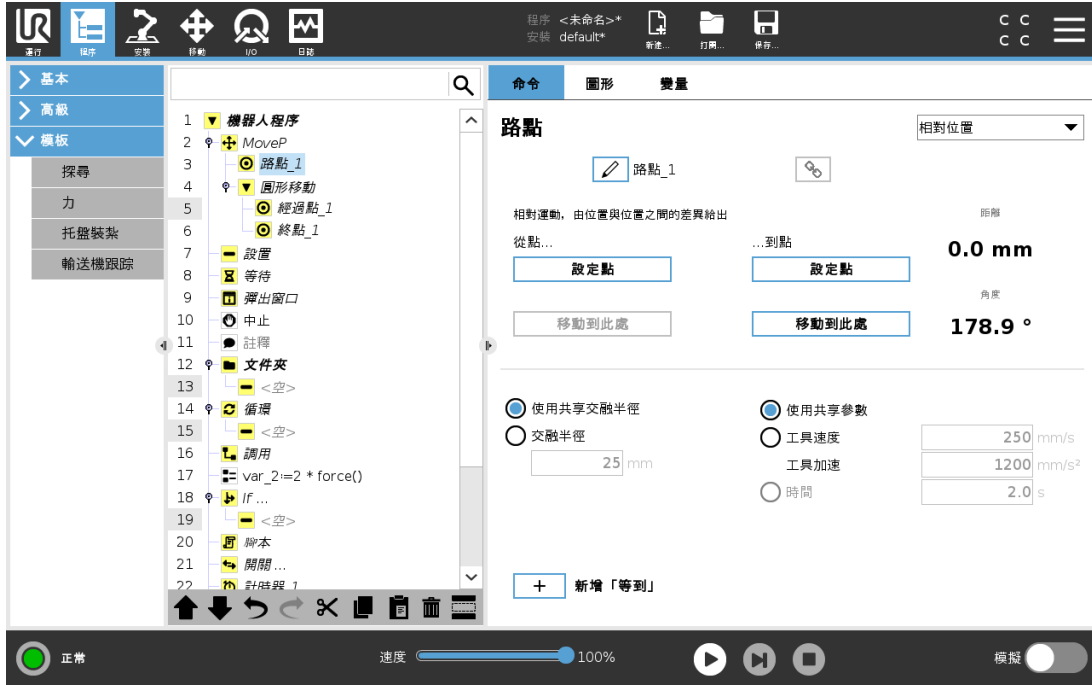 UR
運行
程序
安裝
移動
I/O
日誌
程序 <未命名>*
安裝 default*
新建...
打開...
保存...
C C
C C
基本
高級
模板
探尋
力
托盤裝紮
輸送機跟踪
1 機器人程序
2 MoveP
3 路點_1
4 圓形移動
5 經過點_1
6 終點_1
7 設置
8 等待
9 彈出窗口
10 中止
11 註釋
12 文件夾
13 <空>
14 循環
15 <空>
16 調用
17 var_2:=2 * force()
18 If ...
19 <空>
20 腳本
21 開關 ...
22 計時器_1
命令 圖形 變量
路點
相對位置
路點_1
相對運動，由位置與位置之間的差異給出
距離
從點...
...到點
0.0 mm
設定點
設定點
角度
移動到此處
移動到此處
178.9 °
使用共享交融半徑
使用共享參數
交融半徑
工具速度
250 mm/s
25 mm
工具加速
1200 mm/s²
時間
2.0 s
+ 新增「等到」
正常
速度
100%
模擬